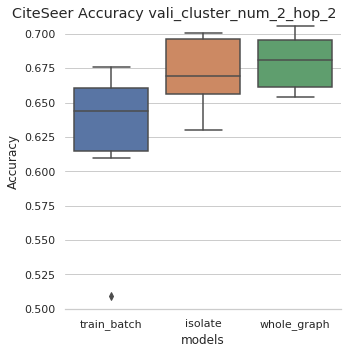 CiteSeer Accuracy vali_cluster_num_2_hop_2
0.700
0.675
0.650
0.625
0.600
0.575
0.550
0.525
0.500
Accuracy
train_batch
isolate
whole_graph
models